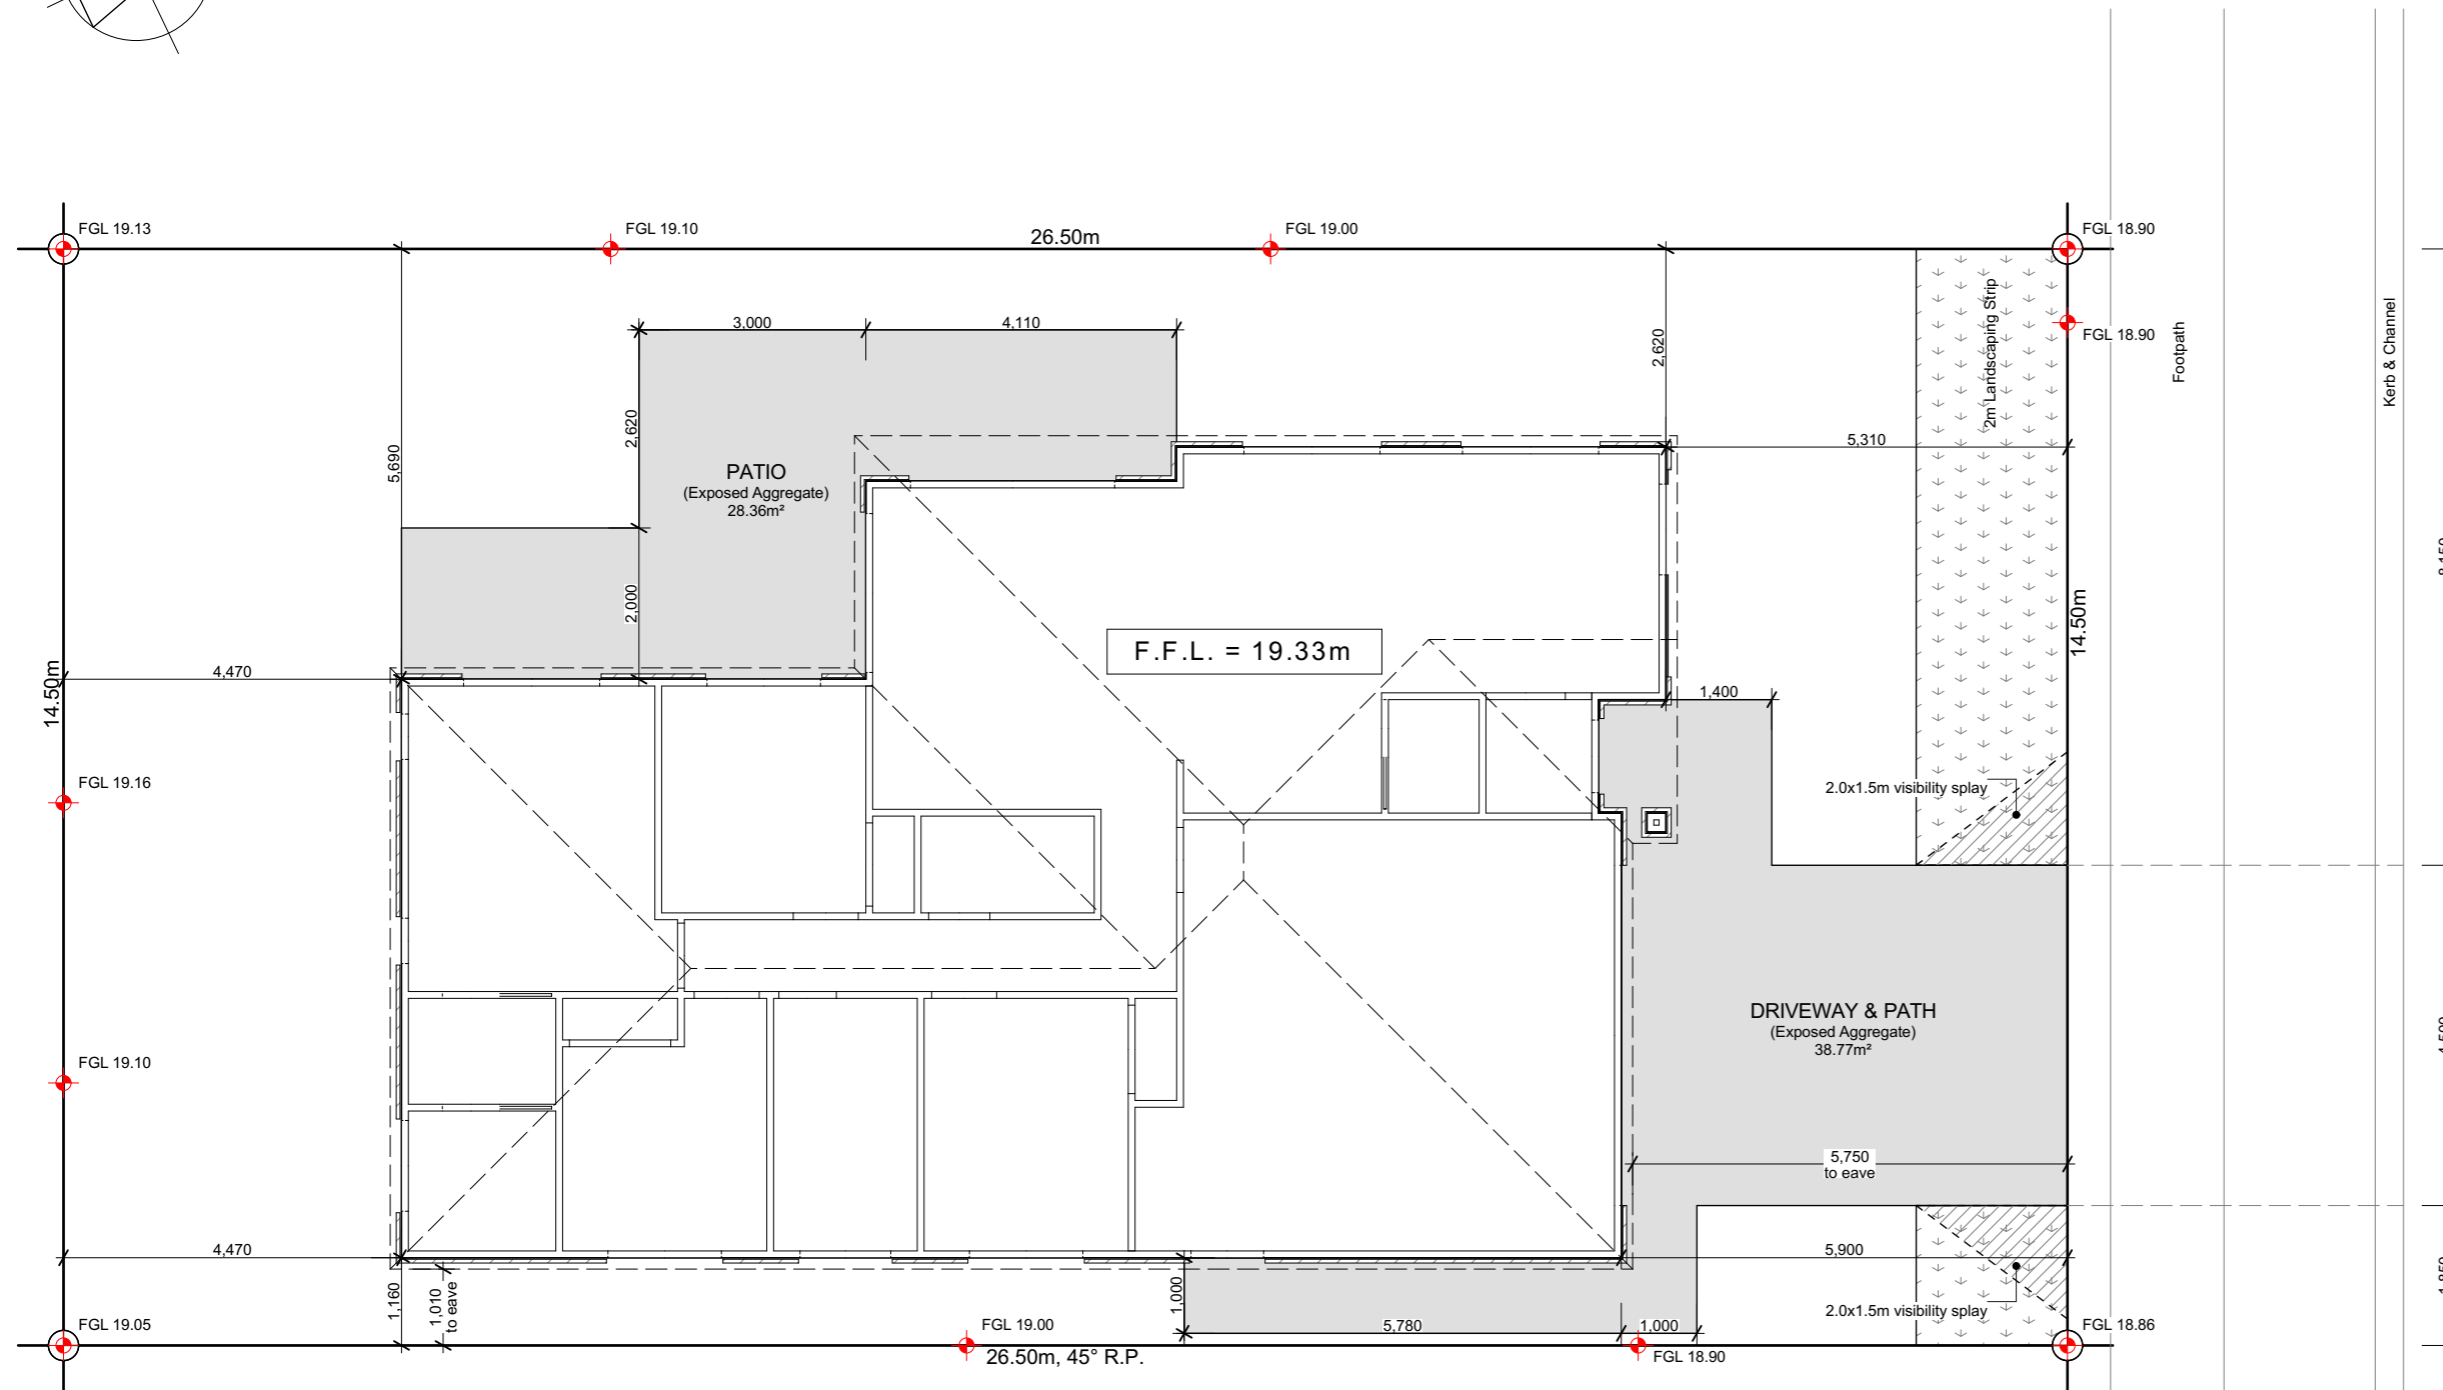 FGL 19.13
FGL 19.10
26.50m
FGL 19.00
FGL 18.90
FGL 18.90
2m Landscaping Strip
Footpath
Kerb & Channel
3,000
4,110
2,620
2,620
5,690
5,310
PATIO
(Exposed Aggregate)
28.36m²
2,000
F.F.L. = 19.33m
14.50m
14.50m
4,470
1,400
2.0x1.5m visibility splay
FGL 19.16
DRIVEWAY & PATH
(Exposed Aggregate)
38.77m²
FGL 19.10
5,750
to eave
4,470
5,900
1,160
1,010
to eave
1,000
2.0x1.5m visibility splay
FGL 19.05
FGL 19.00
5,780
1,000
FGL 18.86
26.50m, 45° R.P.
FGL 18.90